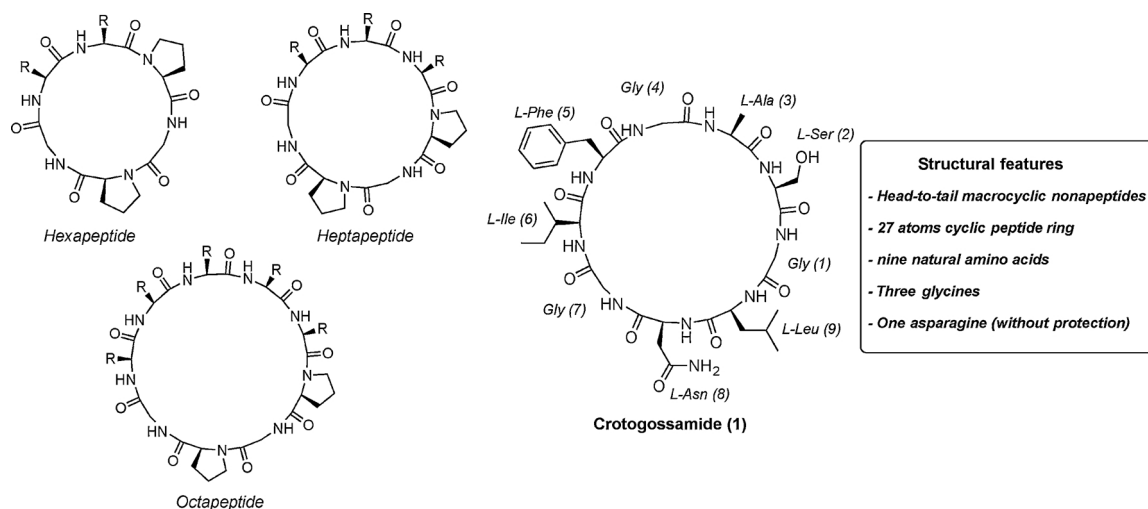 Hexapeptide
Heptapeptide
Octapeptide
Gly (4)
L-Ala (3)
L-Phe (5)
L-Ser (2)
L-Ile (6)
Gly (1)
Gly (7)
L-Leu (9)
L-Asn (8)
Crotogossamide (1)
Structural features
- Head-to-tail macrocyclic nonapeptides
- 27 atoms cyclic peptide ring
- nine natural amino acids
- Three glycines
- One asparagine (without protection)